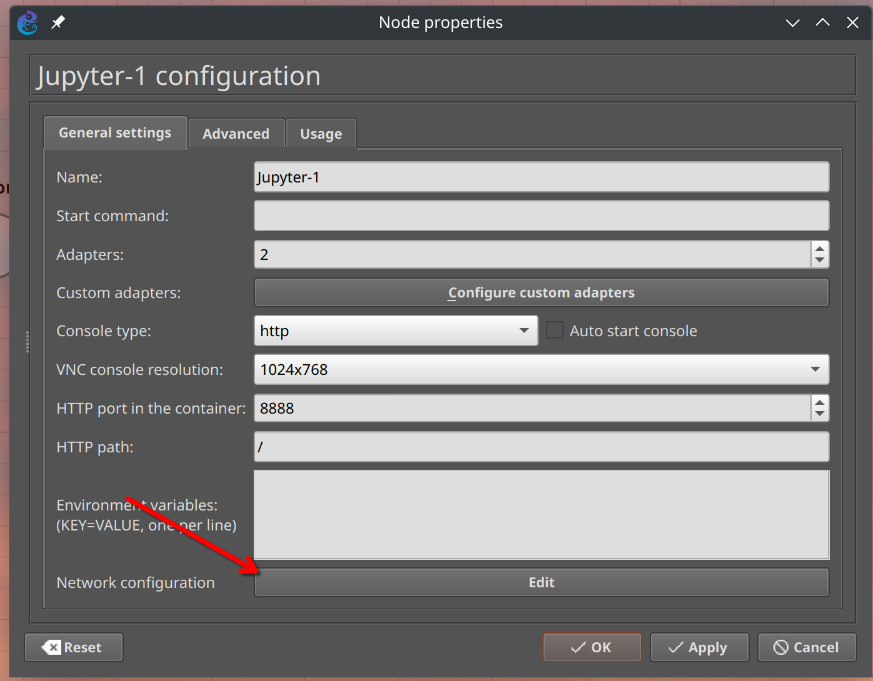 Node properties
Jupyter-1 configuration
General settings
Advanced
Usage
Name:
Jupyter-1
Start command:
Adapters:
2
Custom adapters:
Configure custom adapters
Console type:
http
Auto start console
VNC console resolution:
1024x768
HTTP port in the container:
8888
HTTP path:
/
Environment variables:
(KEY=VALUE, one per line)
Network configuration
Edit
Reset
OK
Apply
Cancel